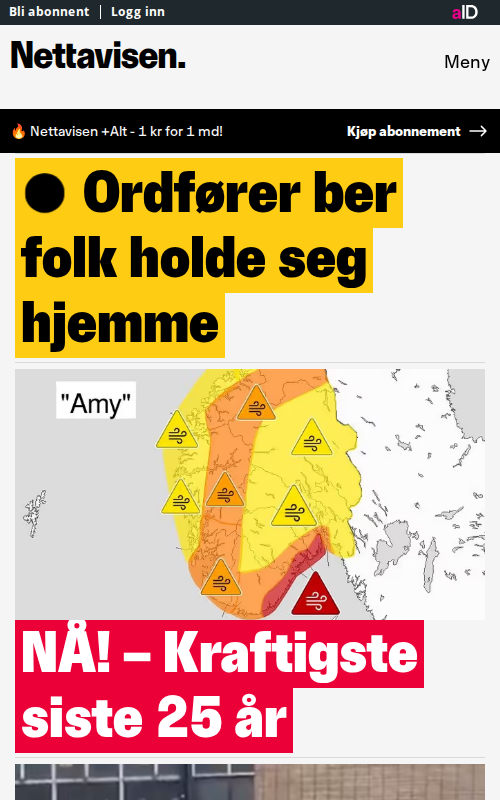 Bli abonnent | Logg inn
aID
Nettavisen.
Meny
🔥 Nettavisen +Alt - 1 kr for 1 md!
Kjøp abonnement →
● Ordfører ber
folk holde seg
hjemme
"Amy"
NÅ! – Kraftigste
siste 25 år